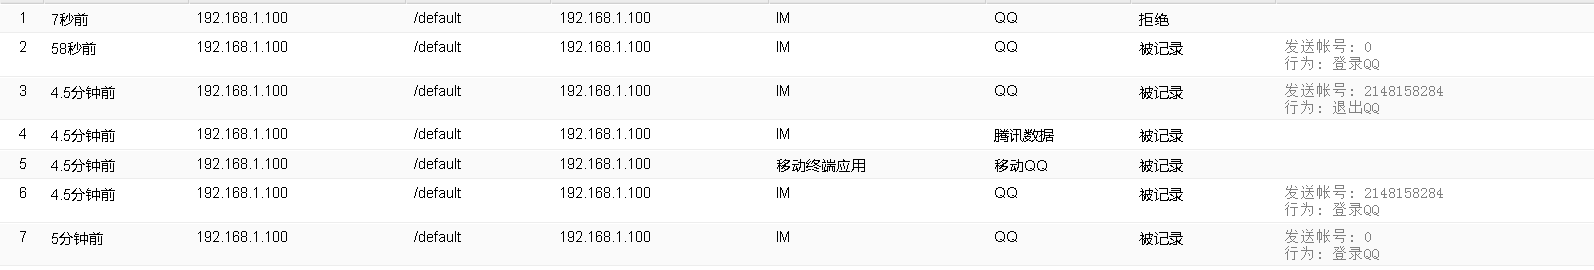 1 7秒前 192.168.1.100 /default 192.168.1.100 IM QQ 拒绝
2 58秒前 192.168.1.100 /default 192.168.1.100 IM QQ 被记录 发送帐号: 0
行为: 登录QQ
3 4.5分钟前 192.168.1.100 /default 192.168.1.100 IM QQ 被记录 发送帐号: 2148158284
行为: 退出QQ
4 4.5分钟前 192.168.1.100 /default 192.168.1.100 IM 腾讯数据 被记录
5 4.5分钟前 192.168.1.100 /default 192.168.1.100 移动终端应用 移动QQ 被记录
6 4.5分钟前 192.168.1.100 /default 192.168.1.100 IM QQ 被记录 发送帐号: 2148158284
行为: 登录QQ
7 5分钟前 192.168.1.100 /default 192.168.1.100 IM QQ 被记录 发送帐号: 0
行为: 登录QQ